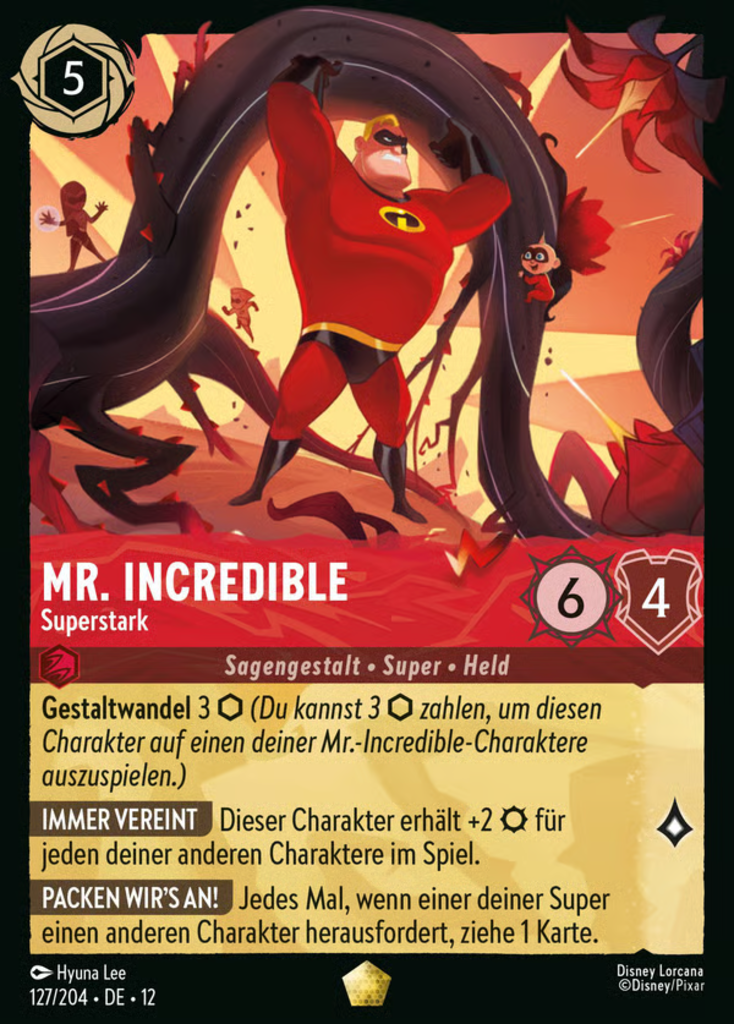 5
MR. INCREDIBLE
Superstark
6
4
Sagengestalt • Super • Held
Gestaltwandel 3 ⬡ (Du kannst 3 ⬡ zahlen, um diesen
Charakter auf einen deiner Mr.-Incredible-Charaktere
auszuspielen.)
IMMER VEREINT Dieser Charakter erhält +2 ¤ für
jeden deiner anderen Charaktere im Spiel.
PACKEN WIR'S AN! Jedes Mal, wenn einer deiner Super
einen anderen Charakter herausfordert, ziehe 1 Karte.
Hyuna Lee
127/204 • DE • 12
Disney Lorcana
©Disney/Pixar